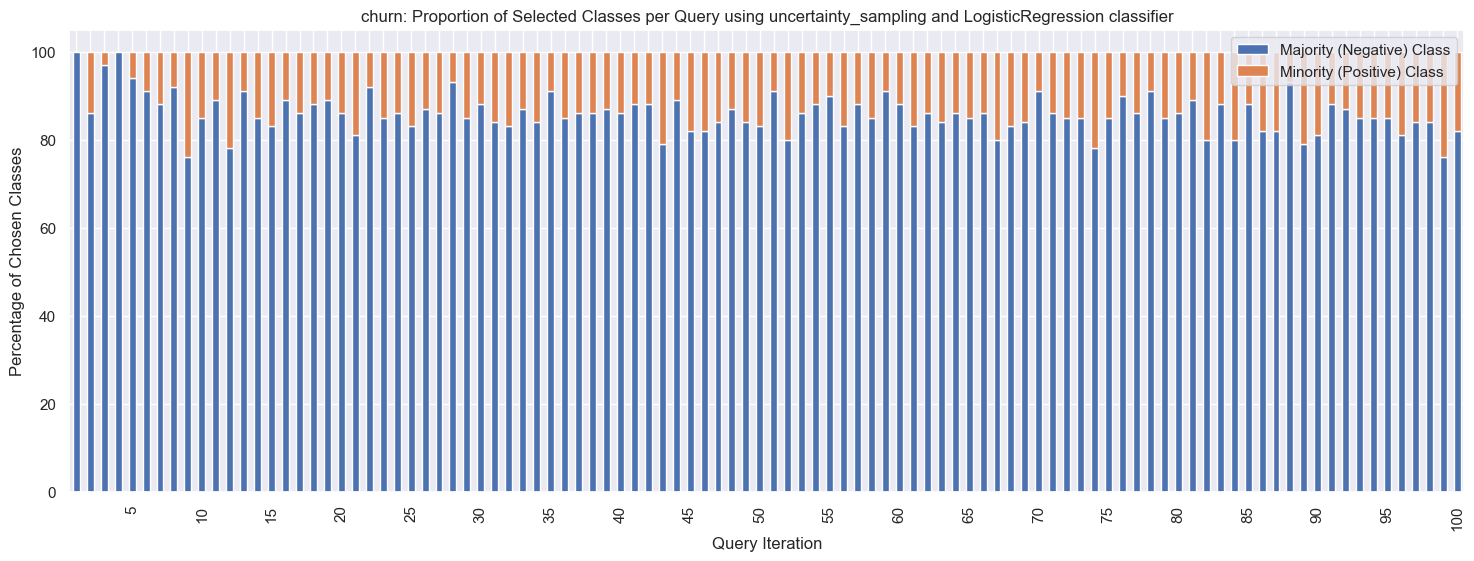 churn: Proportion of Selected Classes per Query using uncertainty_sampling and LogisticRegression classifier
Majority (Negative) Class
Minority (Positive) Class
Percentage of Chosen Classes
100
80
60
40
20
0
5 10 15 20 25 30 35 40 45 50 55 60 65 70 75 80 85 90 95 100
Query Iteration